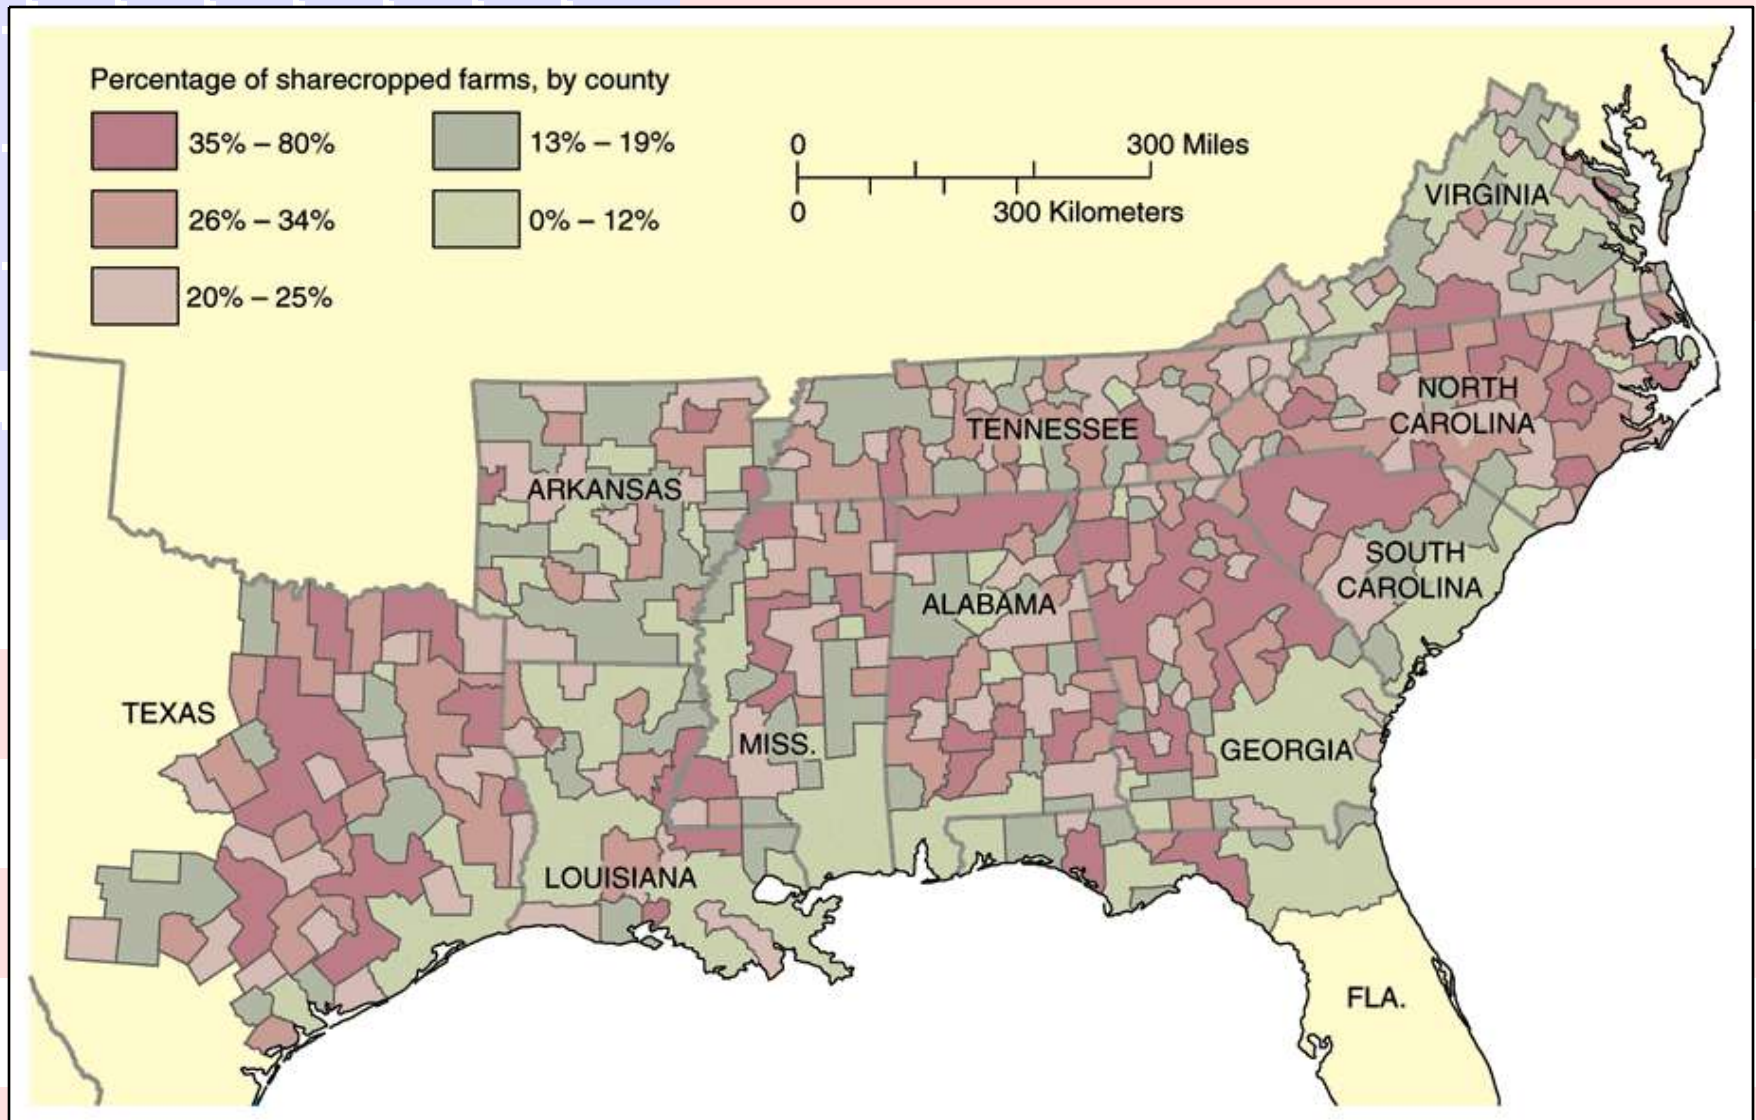 Percentage of sharecropped farms, by county
35% – 80%
13% – 19%
26% – 34%
0% – 12%
20% – 25%
0
300 Miles
0
300 Kilometers
VIRGINIA
NORTH
CAROLINA
TENNESSEE
ARKANSAS
SOUTH
CAROLINA
ALABAMA
TEXAS
MISS.
GEORGIA
LOUISIANA
FLA.